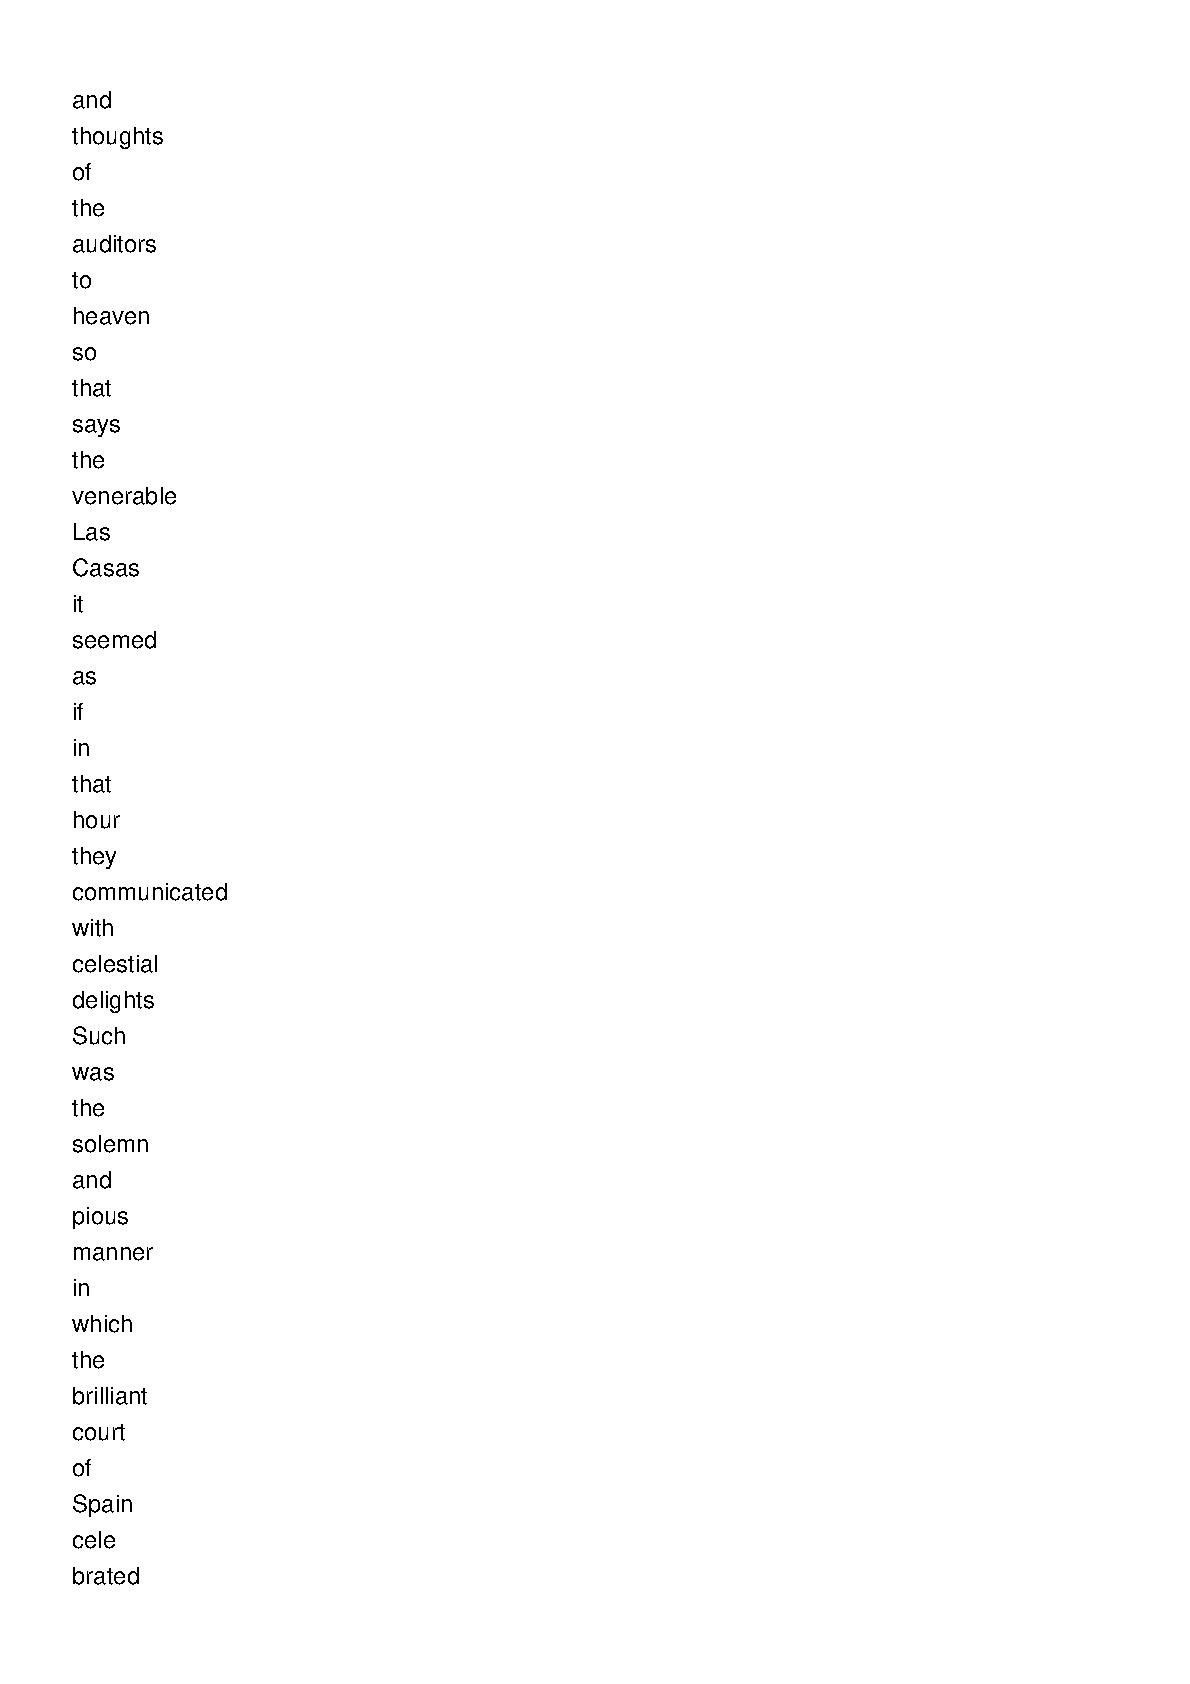 and
thoughts
of
the
auditors
to
heaven
so
that
says
the
venerable
Las
Casas
it
seemed
as
if
in
that
hour
they
communicated
with
celestial
delights
Such
was
the
solemn
and
pious
manner
in
which
the
brilliant
court
of
Spain
cele
brated